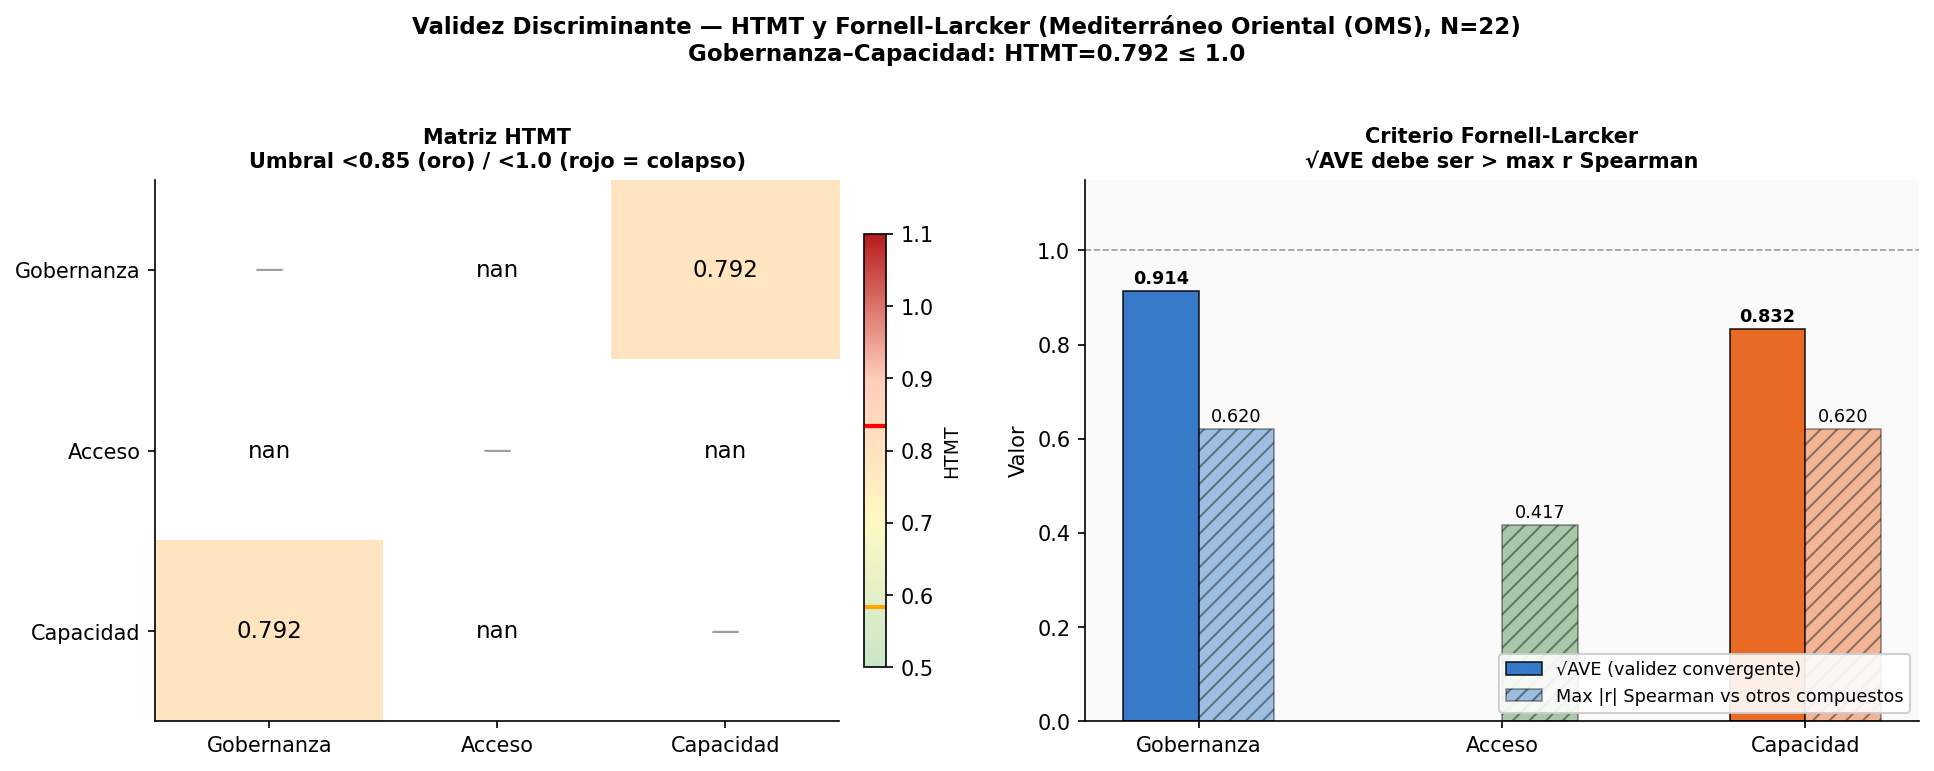 Validez Discriminante — HTMT y Fornell-Larcker (Mediterráneo Oriental (OMS), N=22)
Gobernanza–Capacidad: HTMT=0.792 ≤ 1.0
Matriz HTMT
Umbral <0.85 (oro) / <1.0 (rojo = colapso)
Gobernanza
—
nan
0.792
Acceso
nan
—
nan
Capacidad
0.792
nan
—
Gobernanza
Acceso
Capacidad
1.1
1.0
0.9
0.8
0.7
0.6
0.5
HTMT
Criterio Fornell-Larcker
√AVE debe ser > max r Spearman
Valor
1.0
0.8
0.6
0.4
0.2
0.0
0.914
0.620
0.417
0.832
0.620
√AVE (validez convergente)
Max |r| Spearman vs otros compuestos
Gobernanza
Acceso
Capacidad